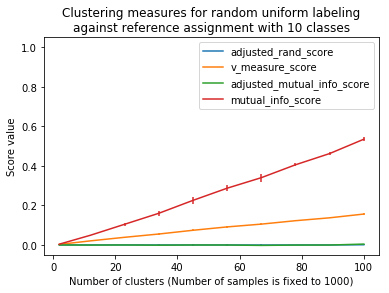 Clustering measures for random uniform labeling
against reference assignment with 10 classes
adjusted_rand_score
v_measure_score
adjusted_mutual_info_score
mutual_info_score
Score value
1.0
0.8
0.6
0.4
0.2
0.0
0 20 40 60 80 100
Number of clusters (Number of samples is fixed to 1000)